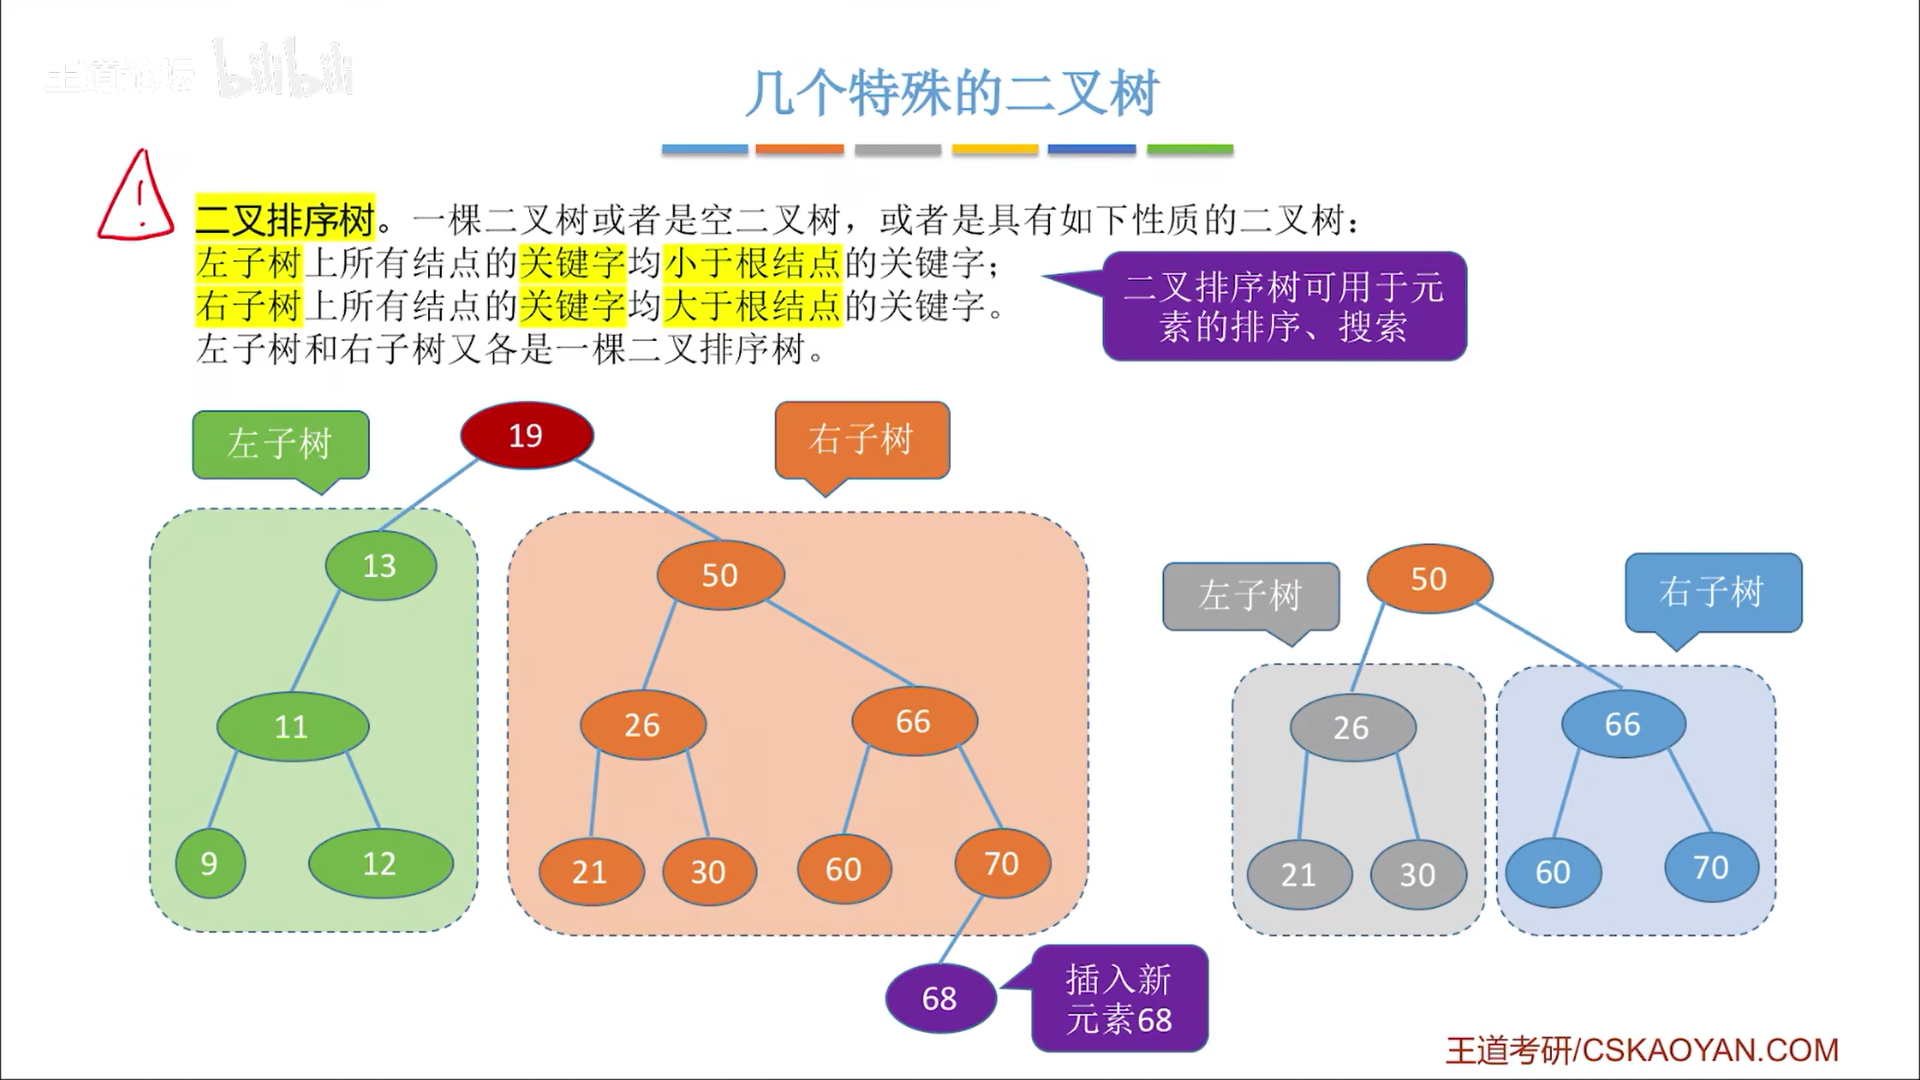 王道论坛 bilibili
几个特殊的二叉树
二叉排序树。一棵二叉树或者是空二叉树，或者是具有如下性质的二叉树：
左子树上所有结点的关键字均小于根结点的关键字；
右子树上所有结点的关键字均大于根结点的关键字。
左子树和右子树又各是一棵二叉排序树。
二叉排序树可用于元
素的排序、搜索
左子树
19
右子树
13
50
11
26
66
9
12
21
30
60
70
68
插入新
元素68
左子树
50
右子树
26
66
21
30
60
70
王道考研/CSKAOYAN.COM